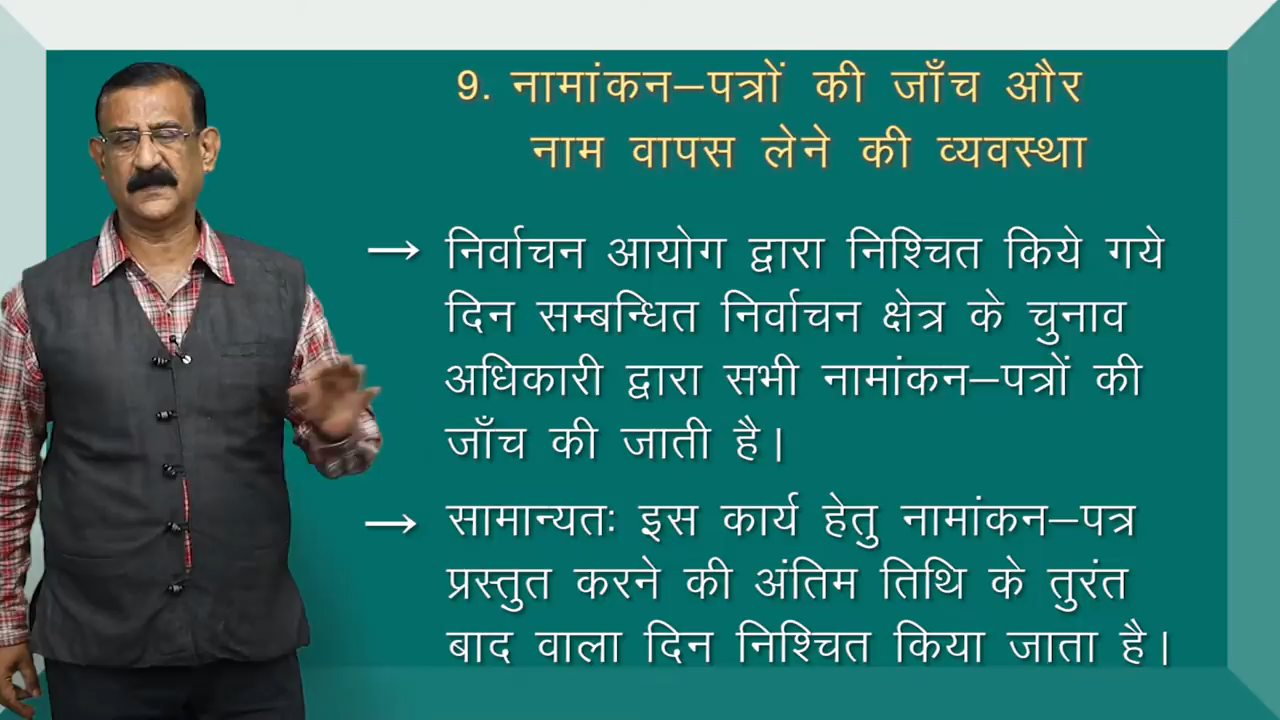 9. नामांकन–पत्रों की जाँच और
नाम वापस लेने की व्यवस्था
→ निर्वाचन आयोग द्वारा निश्चित किये गये
दिन सम्बन्धित निर्वाचन क्षेत्र के चुनाव
अधिकारी द्वारा सभी नामांकन–पत्रों की
जाँच की जाती है।
→ सामान्यतः इस कार्य हेतु नामांकन–पत्र
प्रस्तुत करने की अंतिम तिथि के तुरंत
बाद वाला दिन निश्चित किया जाता है।